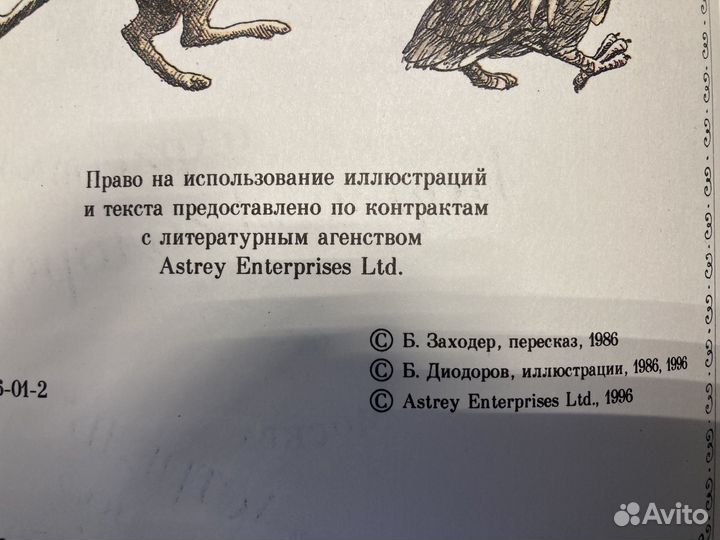 Право на использование иллюстраций
и текста предоставлено по контрактам
с литературным агенством
Astrey Enterprises Ltd.
© Б. Заходер, пересказ, 1986
© Б. Диодоров, иллюстрации, 1986, 1996
6-01-2
© Astrey Enterprises Ltd., 1996
Avito